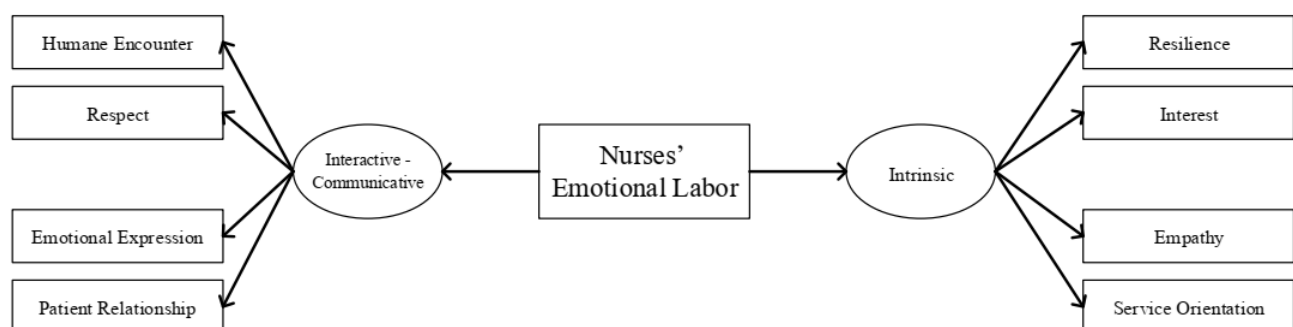 Humane Encounter
Respect
Emotional Expression
Patient Relationship
Interactive -
Communicative
Nurses’
Emotional Labor
Intrinsic
Resilience
Interest
Empathy
Service Orientation